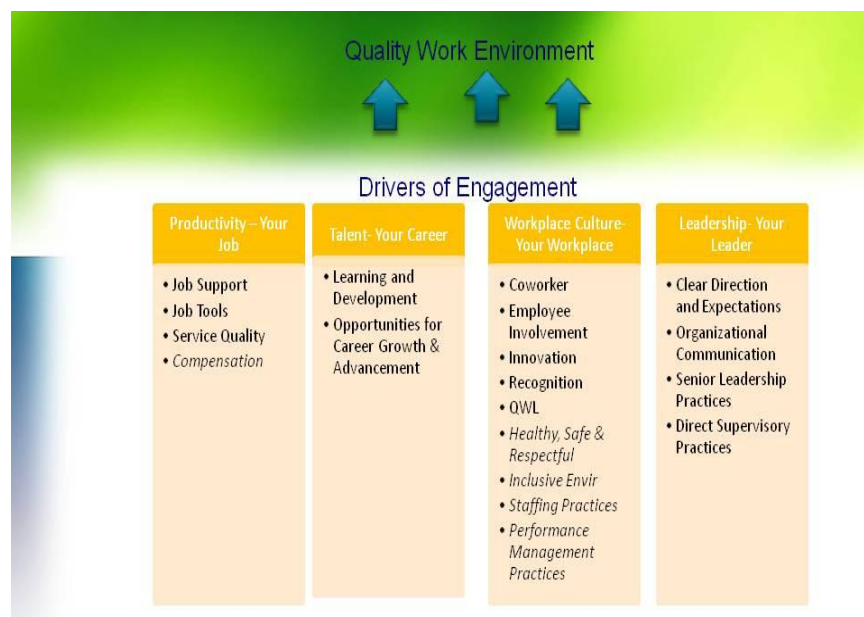 Quality Work Environment
Drivers of Engagement
Productivity – Your
Job
• Job Support
• Job Tools
• Service Quality
• Compensation
Talent- Your Career
• Learning and
Development
• Opportunities for
Career Growth &
Advancement
Workplace Culture-
Your Workplace
• Coworker
• Employee
Involvement
• Innovation
• Recognition
• QWL
• Healthy, Safe &
Respectful
• Inclusive Envir
• Staffing Practices
• Performance
Management
Practices
Leadership- Your
Leader
• Clear Direction
and Expectations
• Organizational
Communication
• Senior Leadership
Practices
• Direct Supervisory
Practices